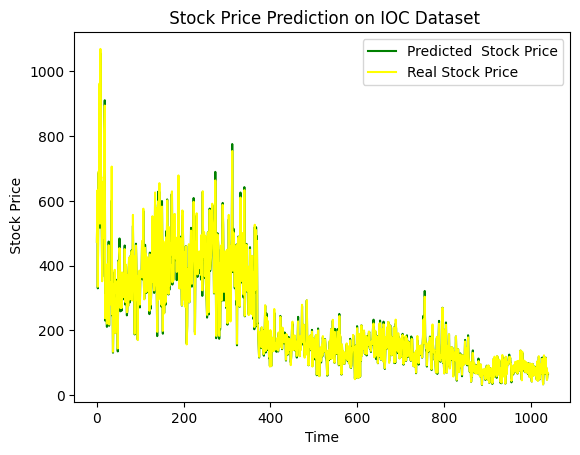 Stock Price Prediction on IOC Dataset
Predicted  Stock Price
Real Stock Price
Stock Price
1000
800
600
400
200
0
0
200
400
600
800
1000
Time